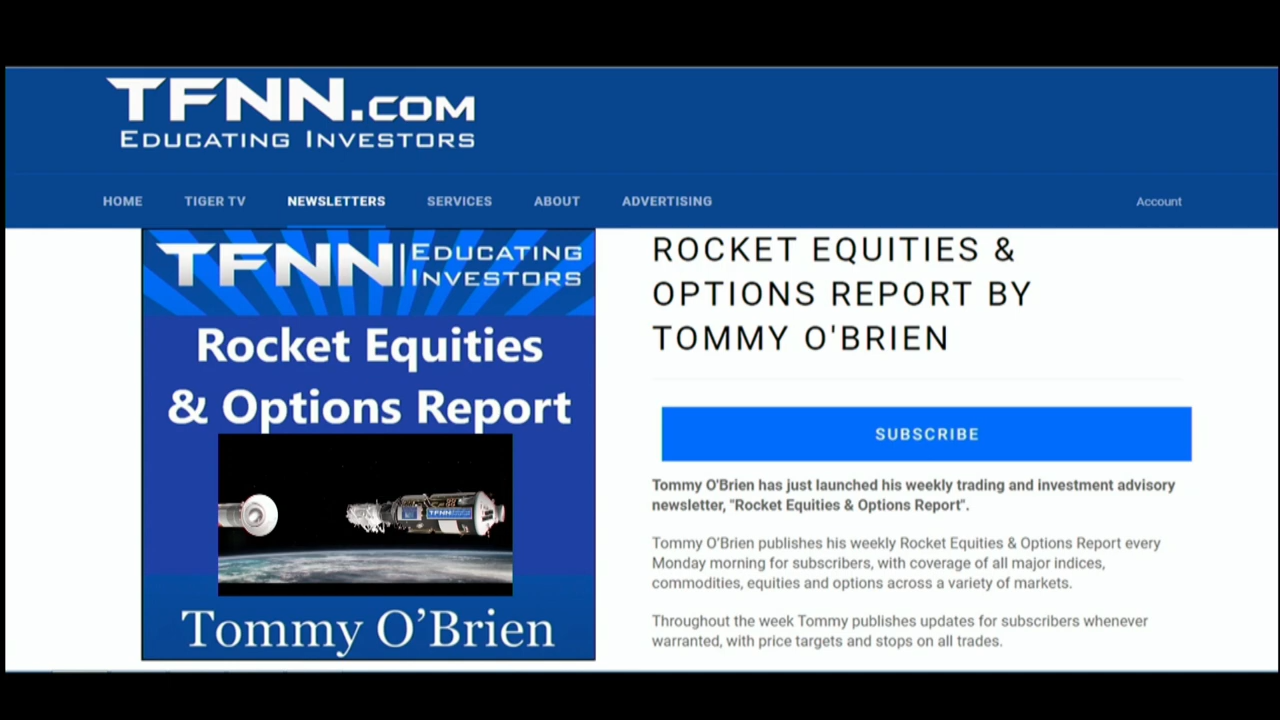 TFNN.COM
EDUCATING INVESTORS
HOME TIGER TV NEWSLETTERS SERVICES ABOUT ADVERTISING Account
TFNN EDUCATING
INVESTORS
Rocket Equities
& Options Report
Tommy O'Brien
ROCKET EQUITIES &
OPTIONS REPORT BY
TOMMY O'BRIEN
SUBSCRIBE
Tommy O'Brien has just launched his weekly trading and investment advisory
newsletter, "Rocket Equities & Options Report".
Tommy O'Brien publishes his weekly Rocket Equities & Options Report every
Monday morning for subscribers, with coverage of all major indices,
commodities, equities and options across a variety of markets.
Throughout the week Tommy publishes updates for subscribers whenever
warranted, with price targets and stops on all trades.